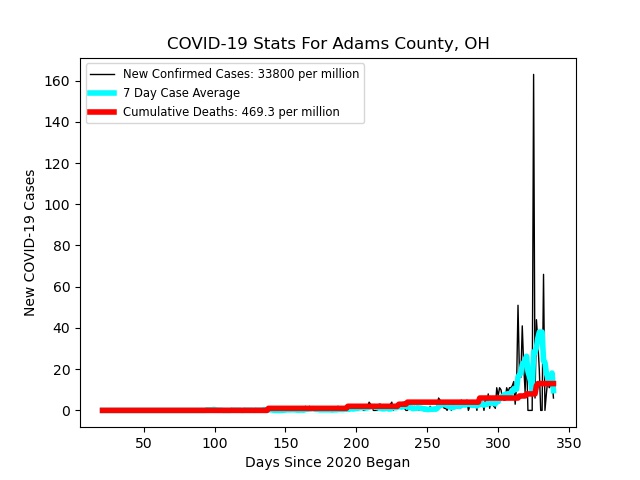 COVID-19 Stats For Adams County, OH
New Confirmed Cases: 33800 per million
7 Day Case Average
Cumulative Deaths: 469.3 per million
New COVID-19 Cases
160
140
120
100
80
60
40
20
0
50
100
150
200
250
300
350
Days Since 2020 Began